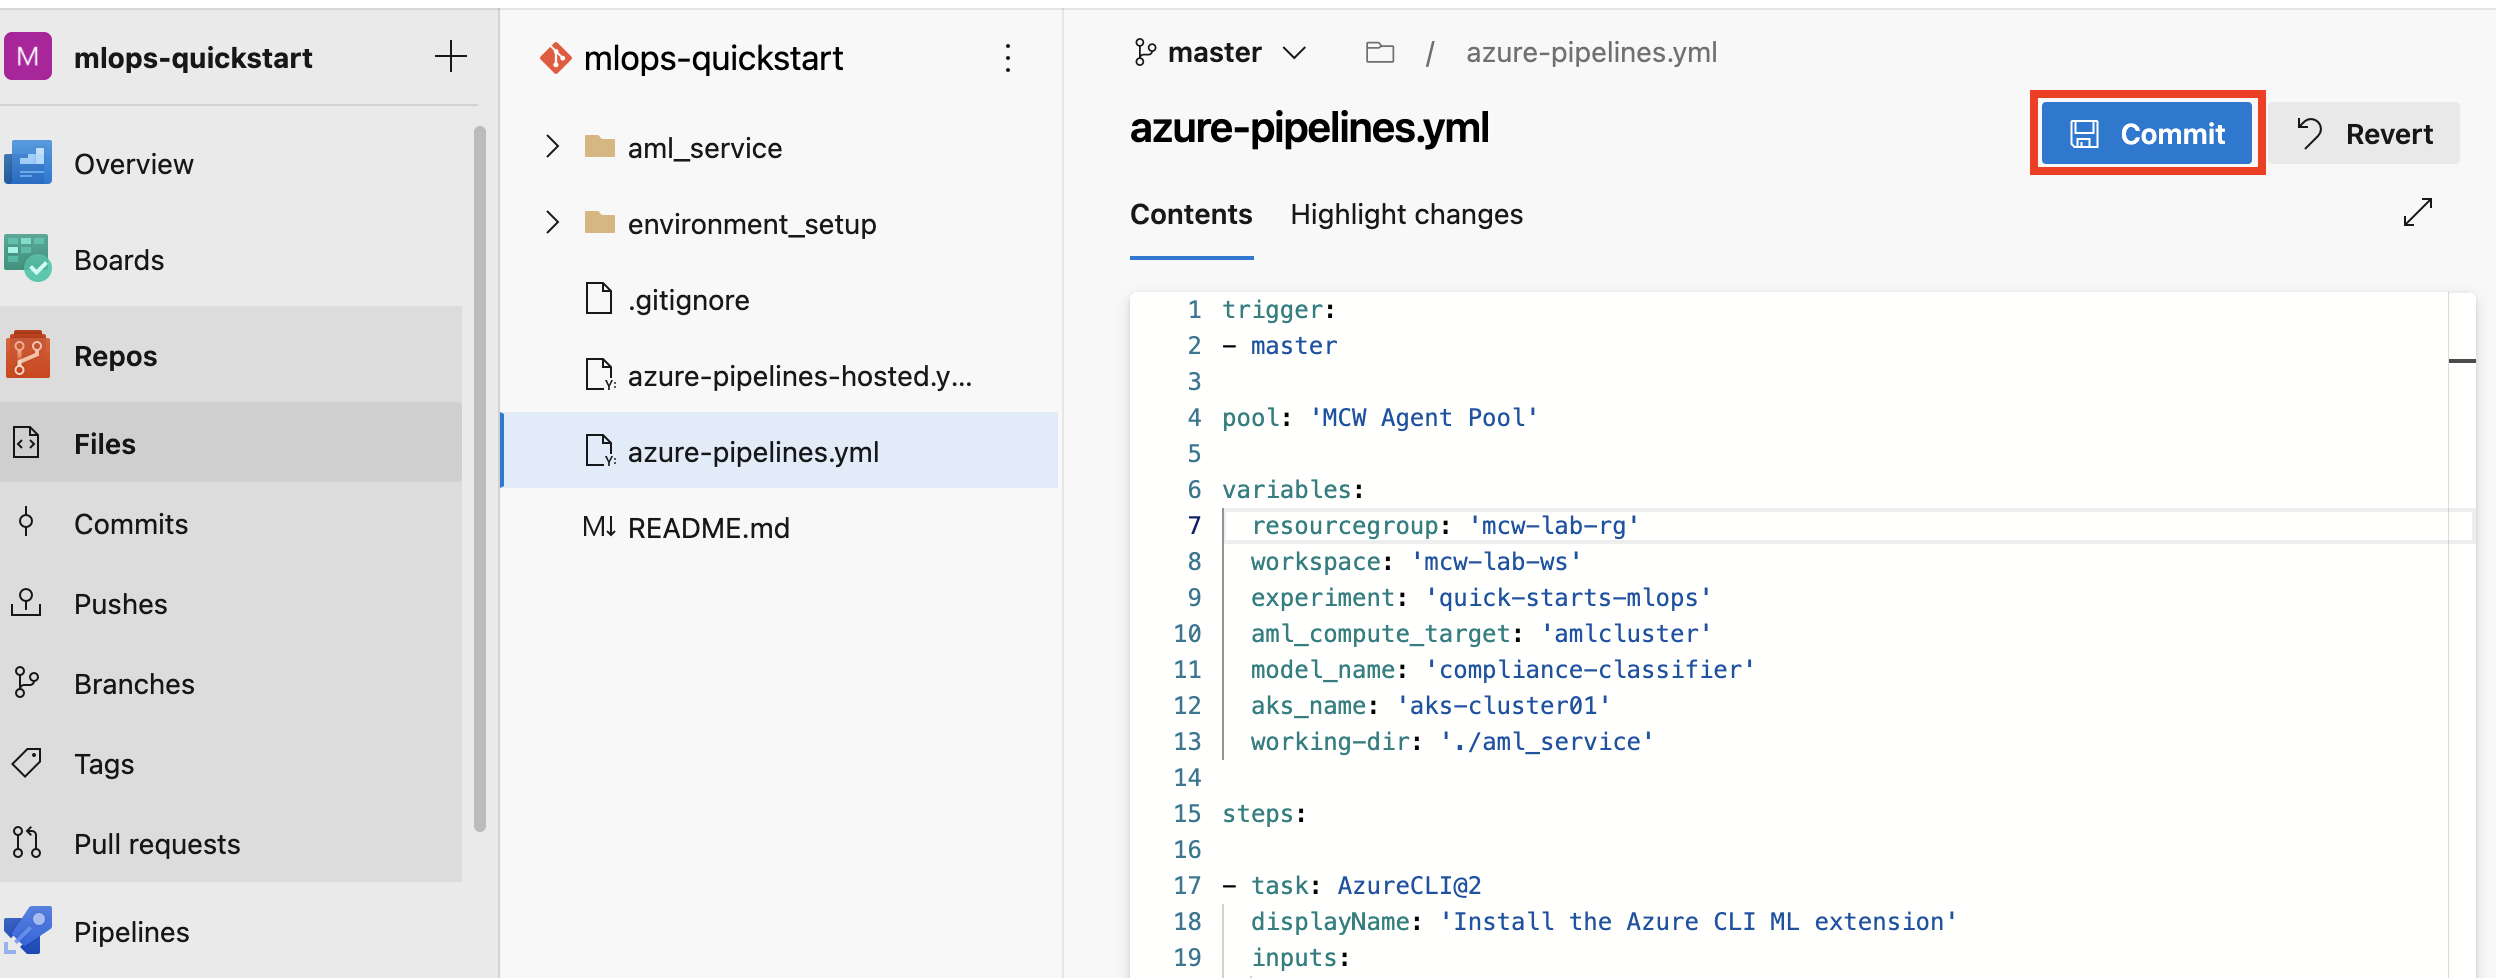 M mlops-quickstart
Overview
Boards
Repos
Files
Commits
Pushes
Branches
Tags
Pull requests
Pipelines
mlops-quickstart
aml_service
environment_setup
.gitignore
azure-pipelines-hosted.y...
azure-pipelines.yml
README.md
master / azure-pipelines.yml
azure-pipelines.yml
Commit
Revert
Contents Highlight changes
1 trigger:
2 - master
3
4 pool: 'MCW Agent Pool'
5
6 variables:
7 resourcegroup: 'mcw-lab-rg'
8 workspace: 'mcw-lab-ws'
9 experiment: 'quick-starts-mlops'
10 aml_compute_target: 'amlcluster'
11 model_name: 'compliance-classifier'
12 aks_name: 'aks-cluster01'
13 working-dir: './aml_service'
14
15 steps:
16
17 - task: AzureCLI@2
18 displayName: 'Install the Azure CLI ML extension'
19 inputs: